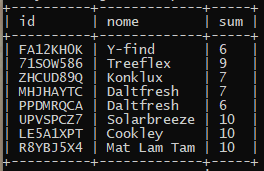 id | nome | sum
FA12KH0K | Y-find | 6
71SOW586 | Treeflex | 9
ZHCUD89Q | Konklux | 7
MHJHAYTC | Daltfresh | 7
PPDMRQCA | Daltfresh | 6
UPVSPCZ7 | Solarbreeze | 10
LE5A1XPT | Cookley | 10
R8YBJ5X4 | Mat Lam Tam | 10